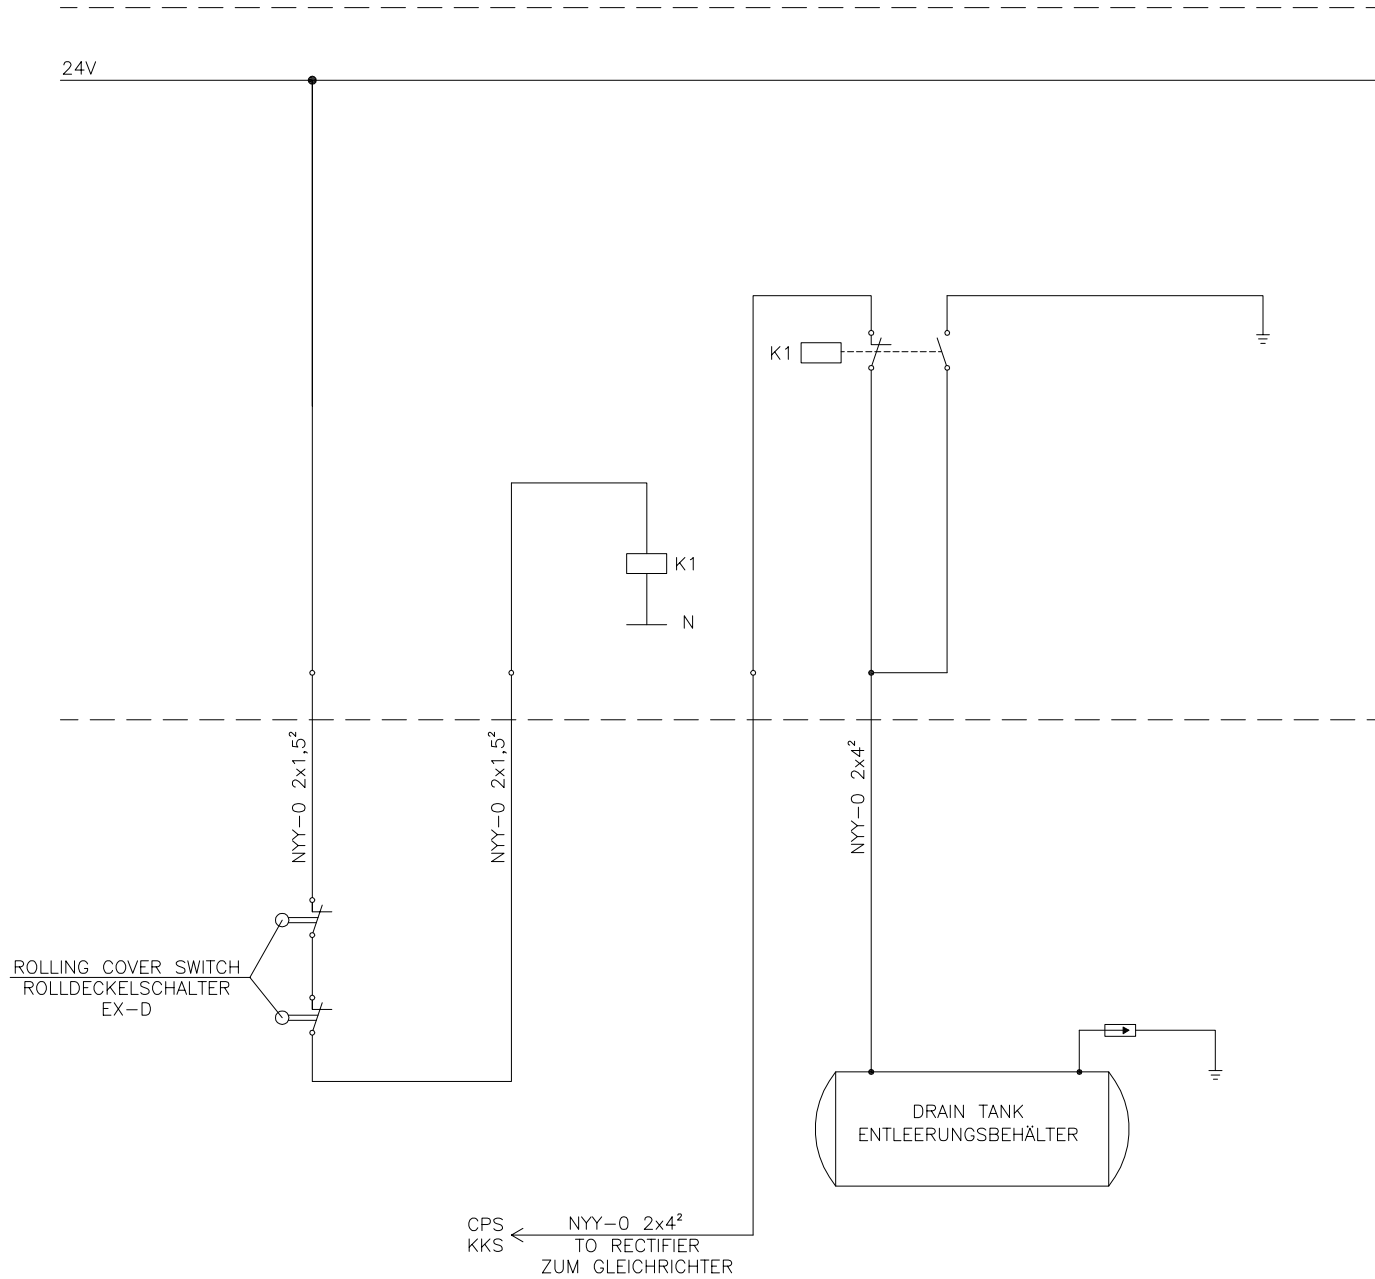 24V
K1
K1
N
NYY-0 2x1,5²
NYY-0 2x1,5²
NYY-0 2x4²
ROLLING COVER SWITCH
ROLLDECKELSCHALTER
EX-D
DRAIN TANK
ENTLEERUNGSBEHÄLTER
CPS
KKS
NYY-0 2x4²
TO RECTIFIER
ZUM GLEICHRICHTER